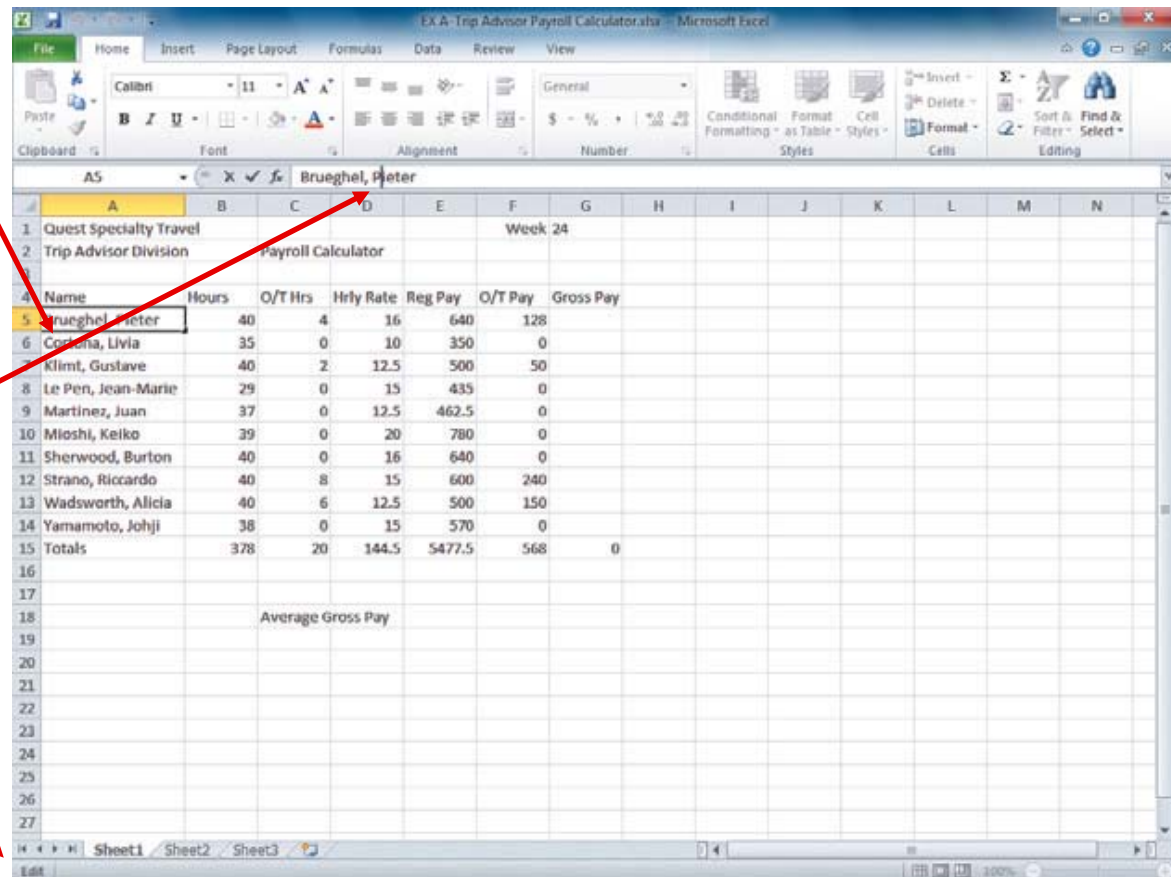 EX A-Trip Advisor Payroll Calculator.xlsx - Microsoft Excel
File Home Insert Page Layout Formulas Data Review View
Calibri 11 A A General Insert Σ
Paste B I U A $ % , Conditional Format Cell Delete Sort & Find &
Formatting as Table Styles Format Filter Select
Clipboard Font Alignment Number Styles Cells Editing
A5 fx Brueghel, Pieter
A B C D E F G H I J K L M N
1 Quest Specialty Travel Week 24
2 Trip Advisor Division Payroll Calculator
3
4 Name Hours O/T Hrs Hrly Rate Reg Pay O/T Pay Gross Pay
5 Brueghel, Pieter 40 4 16 640 128
6 Cortona, Livia 35 0 10 350 0
7 Klimt, Gustave 40 2 12.5 500 50
8 Le Pen, Jean-Marie 29 0 15 435 0
9 Martinez, Juan 37 0 12.5 462.5 0
10 Mioshi, Keiko 39 0 20 780 0
11 Sherwood, Burton 40 0 16 640 0
12 Strano, Riccardo 40 8 15 600 240
13 Wadsworth, Alicia 40 6 12.5 500 150
14 Yamamoto, Johji 38 0 15 570 0
15 Totals 378 20 144.5 5477.5 568 0
16
17
18 Average Gross Pay
19
20
21
22
23
24
25
26
27
Sheet1 Sheet2 Sheet3
Edit 100%